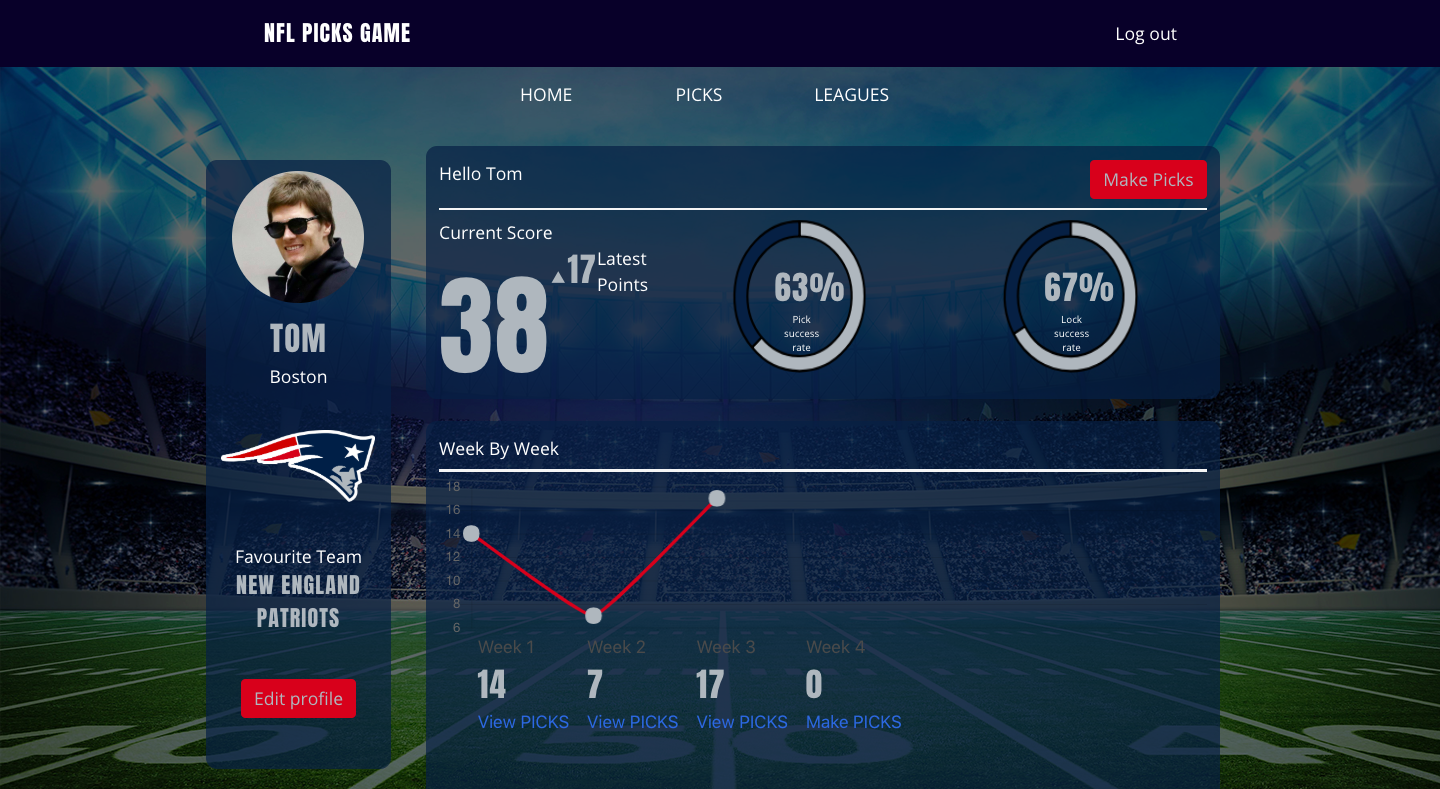 NFL PICKS GAME
Log out
HOME PICKS LEAGUES
TOM
Boston
Favourite Team
NEW ENGLAND
PATRIOTS
Edit profile
Hello Tom
Make Picks
Current Score
38
▲17 Latest
Points
63%
Pick
success
rate
67%
Lock
success
rate
Week By Week
18
16
14
12
10
8
6
Week 1 Week 2 Week 3 Week 4
14 7 17 0
View PICKS View PICKS View PICKS Make PICKS
50